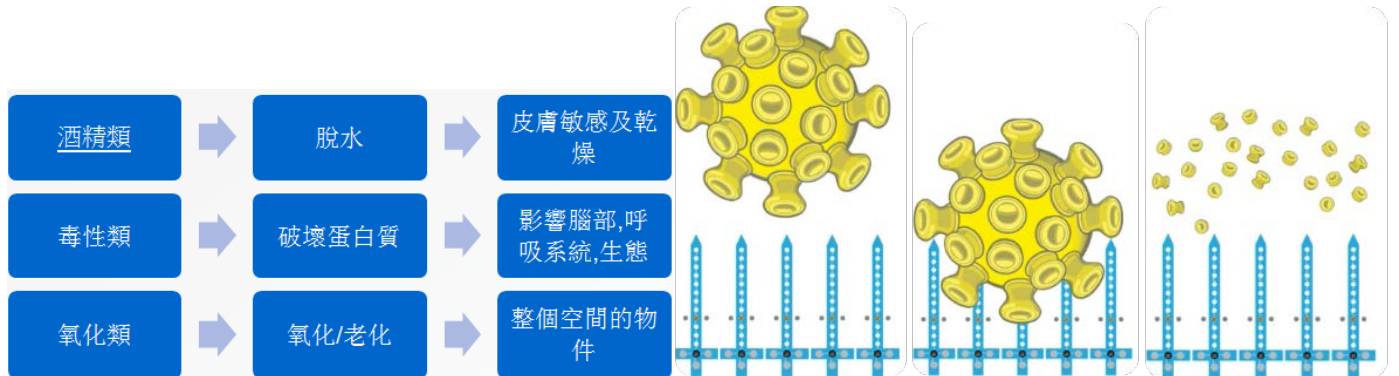 酒精類
脫水
皮膚敏感及乾
燥
毒性類
破壞蛋白質
影響腦部,呼
吸系統,生態
氧化類
氧化/老化
整個空間的物
件